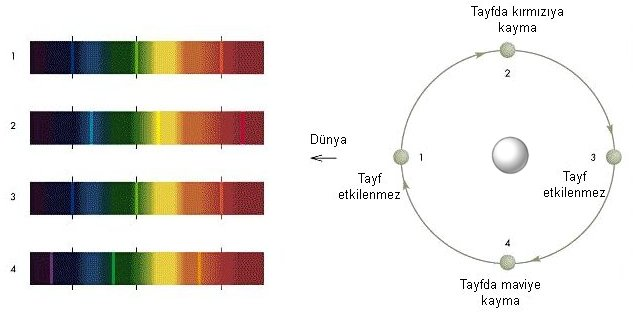 1
2
3
4
Tayfda kırmızıya
kayma
2
Dünya
1
Tayf
etkilenmez
3
Tayf
etkilenmez
4
Tayfda maviye
kayma